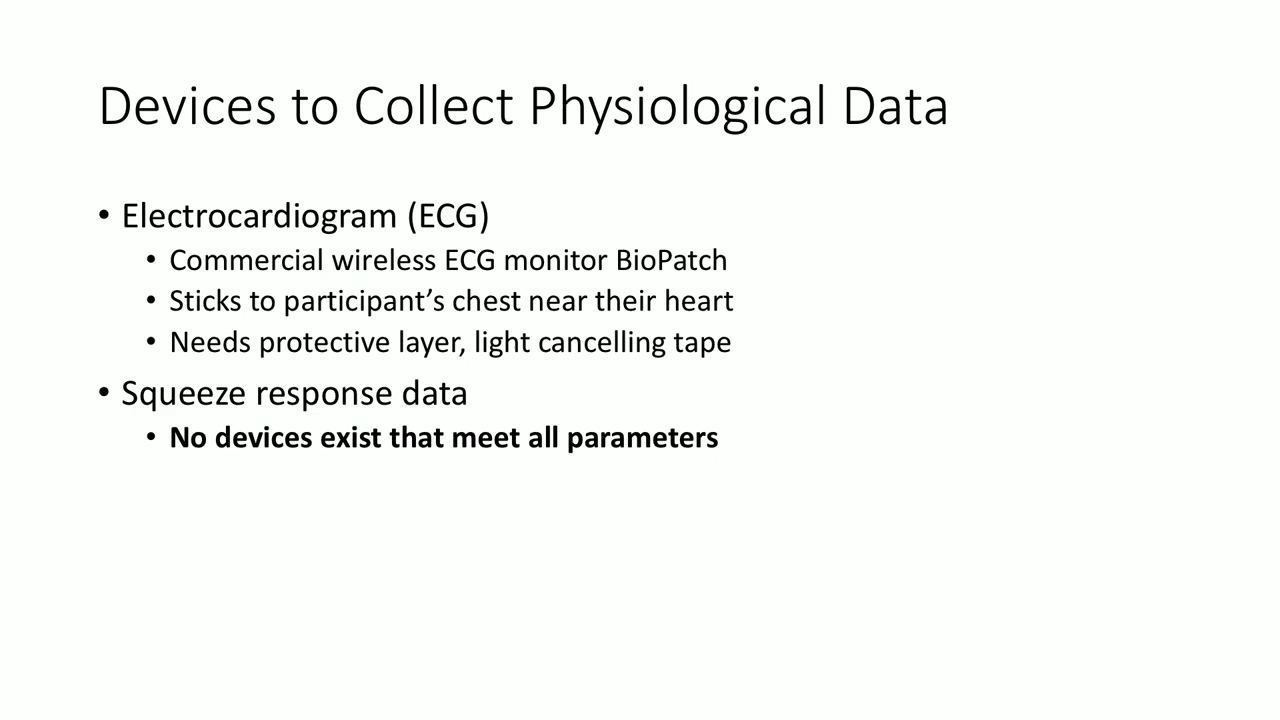 Devices to Collect Physiological Data
• Electrocardiogram (ECG)
• Commercial wireless ECG monitor BioPatch
• Sticks to participant’s chest near their heart
• Needs protective layer, light cancelling tape
• Squeeze response data
• No devices exist that meet all parameters